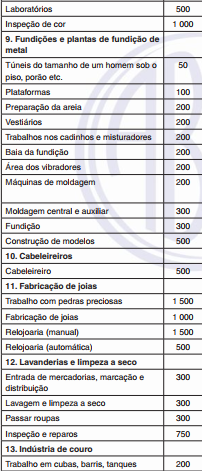 Laboratórios 500
Inspeção de cor 1 000
9. Fundições e plantas de fundição de
metal
Túneis do tamanho de um homem sob o 50
piso, porão etc.
Plataformas 100
Preparação da areia 200
Vestiários 200
Trabalhos nos cadinhos e misturadores 200
Baia da fundição 200
Área dos vibradores 200
Máquinas de moldagem 200
Moldagem central e auxiliar 300
Fundição 300
Construção de modelos 500
10. Cabeleireiros
Cabeleireiro 500
11. Fabricação de joias
Trabalho com pedras preciosas 1 500
Fabricação de joias 1 000
Relojoaria (manual) 1 500
Relojoaria (automática) 500
12. Lavanderias e limpeza a seco
Entrada de mercadorias, marcação e 300
distribuição
Lavagem e limpeza a seco 300
Passar roupas 300
Inspeção e reparos 750
13. Indústria de couro
Trabalho em cubas, barris, tanques 200